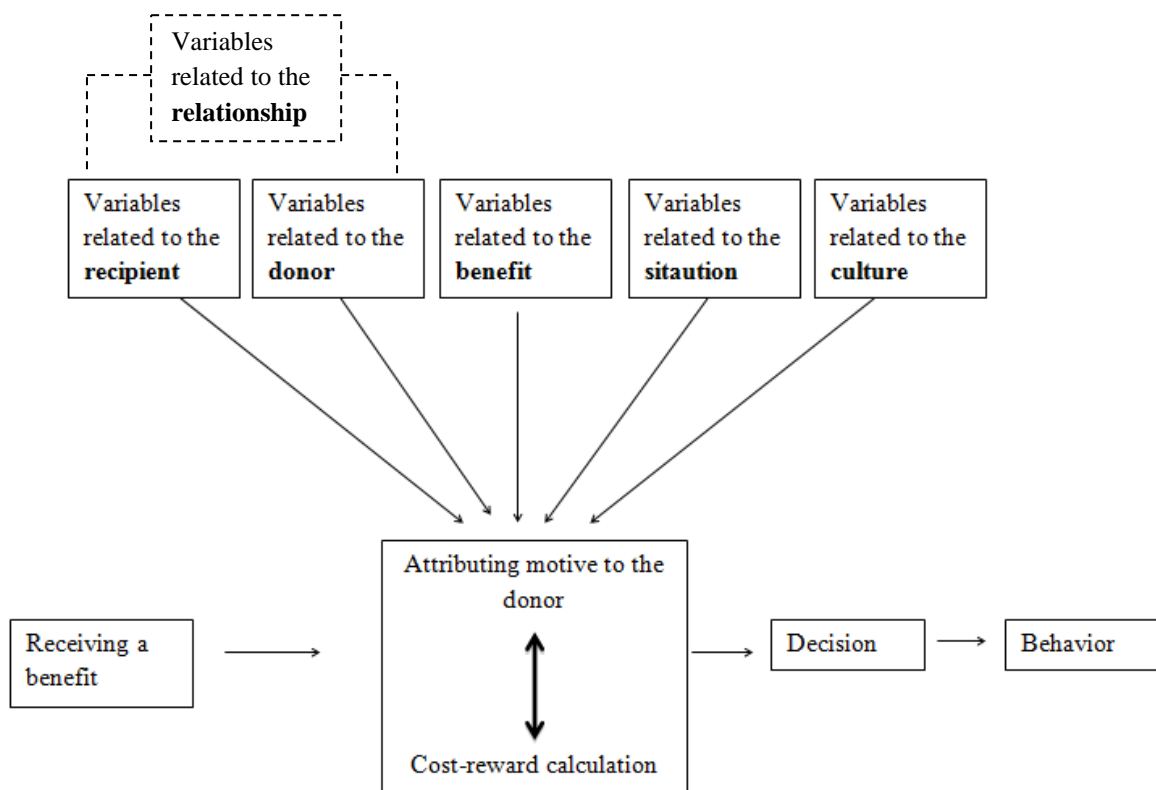 Variables
related to the
relationship
Variables
related to the
recipient
Variables
related to the
donor
Variables
related to the
benefit
Variables
related to the
sitaution
Variables
related to the
culture
Attributing motive to the
donor
Cost-reward calculation
Receiving a
benefit
Decision
Behavior